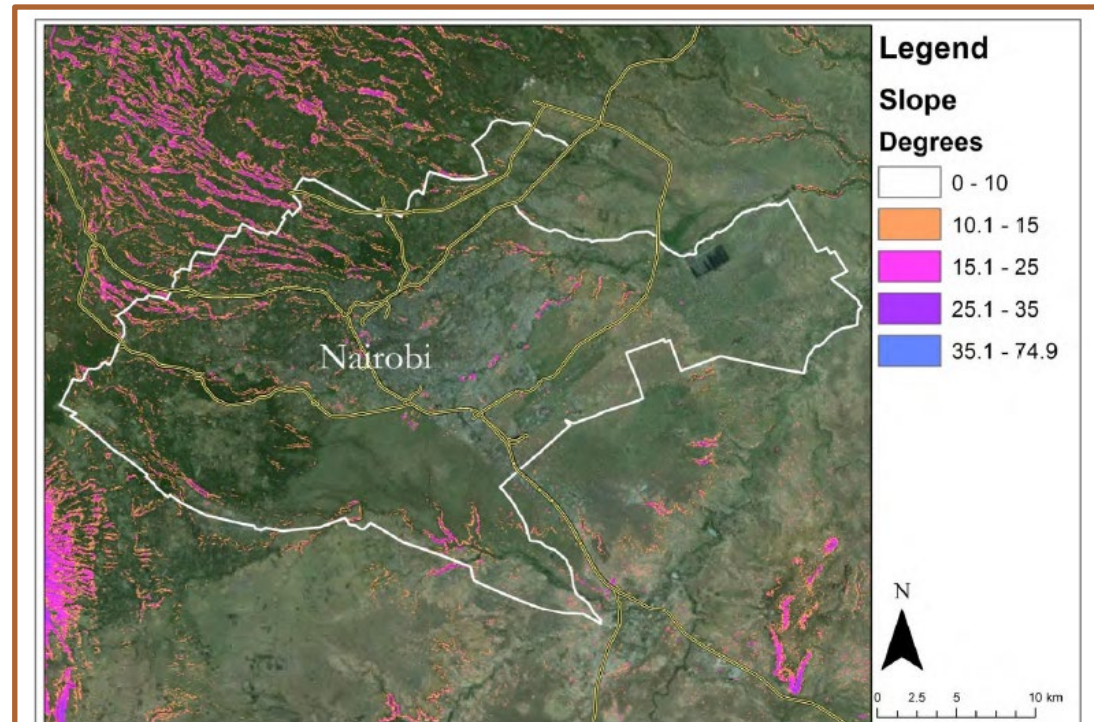 Legend
Slope
Degrees
0 - 10
10.1 - 15
15.1 - 25
25.1 - 35
35.1 - 74.9
Nairobi
N
0 2.5 5 10 km